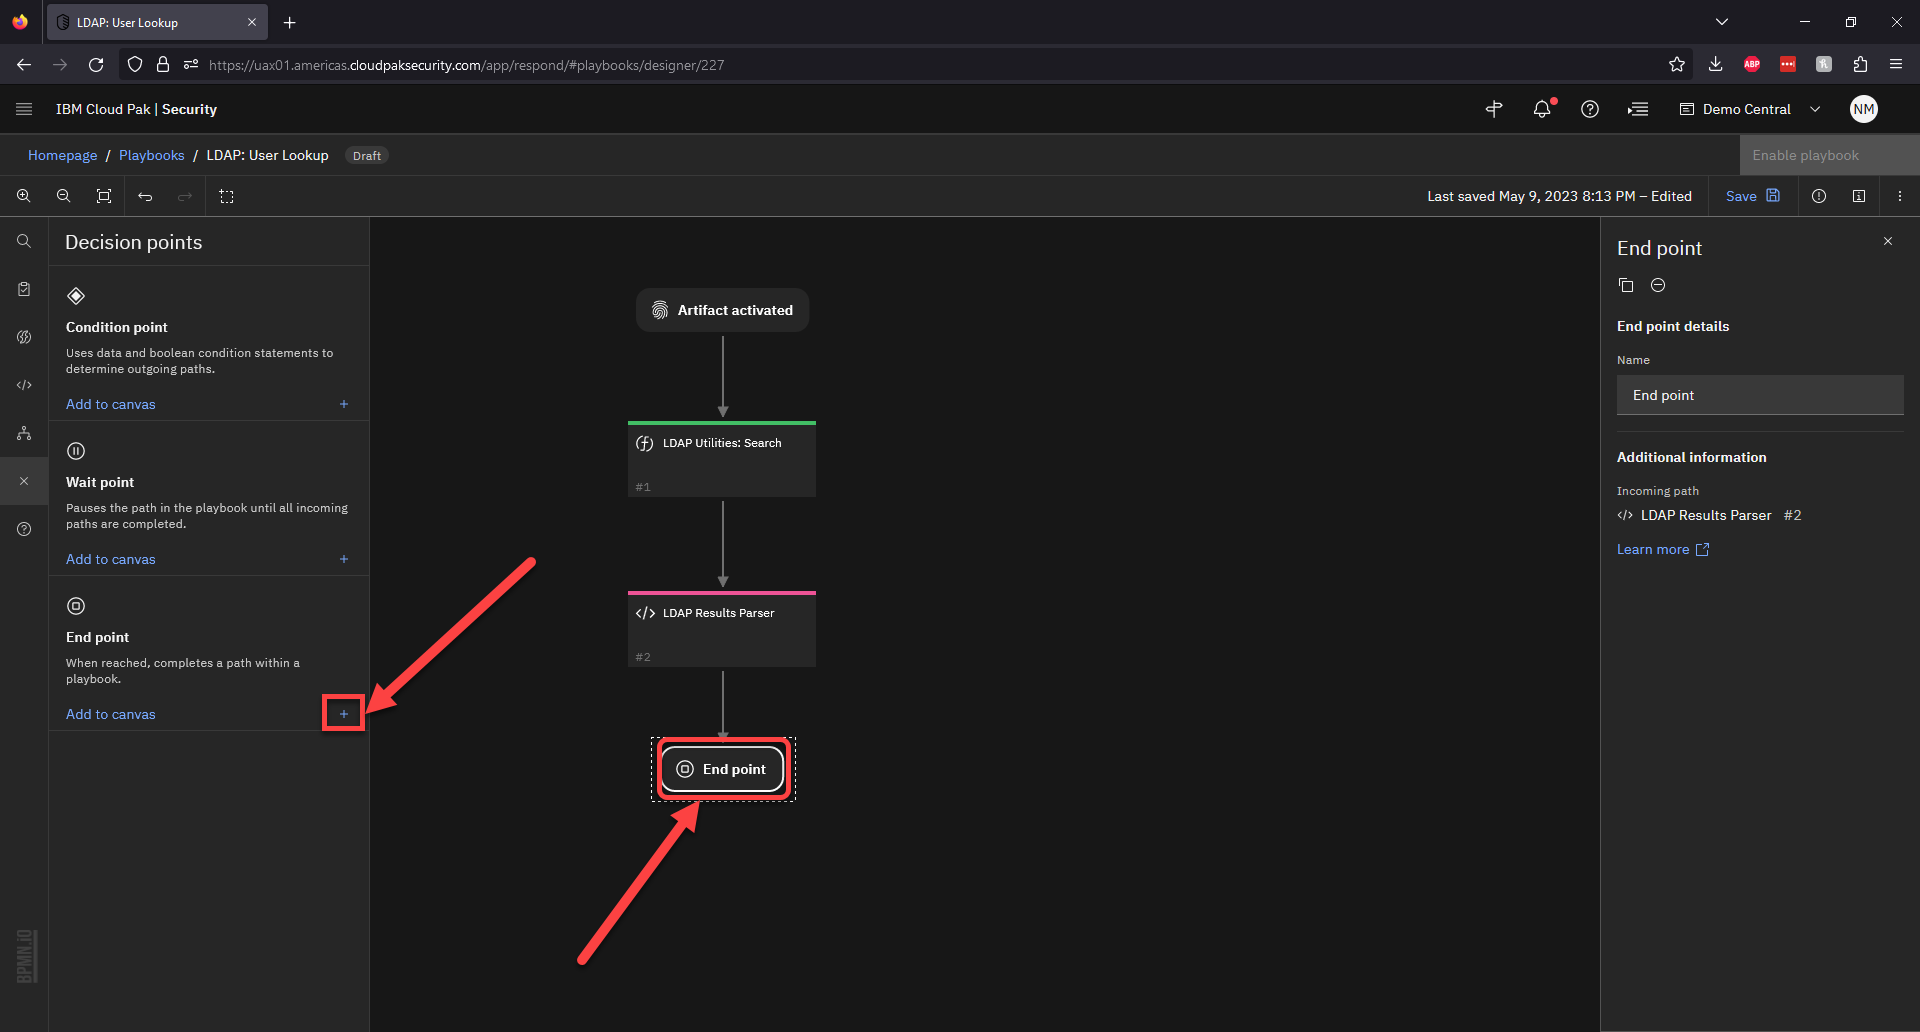 LDAP: User Lookup
https://uax01.americas.cloudpaksecurity.com/app/respond/#playbooks/designer/227
ABP
IBM Cloud Pak | Security
Demo Central
NM
Homepage / Playbooks / LDAP: User Lookup
Draft
Enable playbook
Last saved May 9, 2023 8:13 PM – Edited
Save
Decision points
Condition point
Uses data and boolean condition statements to
determine outgoing paths.
Add to canvas +
Wait point
Pauses the path in the playbook until all incoming
paths are completed.
Add to canvas +
End point
When reached, completes a path within a
playbook.
Add to canvas +
BPMN.iO
Artifact activated
LDAP Utilities: Search
#1
</> LDAP Results Parser
#2
End point
End point
End point details
Name
End point
Additional information
Incoming path
</> LDAP Results Parser #2
Learn more